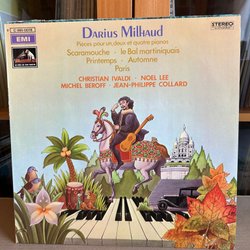 Darius Milhaud
Pièces pour un, deux et quatre pianos
Scaramouche · le Bal martiniquais
Printemps · Automne
Paris
CHRISTIAN IVALDI · NOEL LEE
MICHEL BEROFF · JEAN-PHILIPPE COLLARD
EMI
STEREO